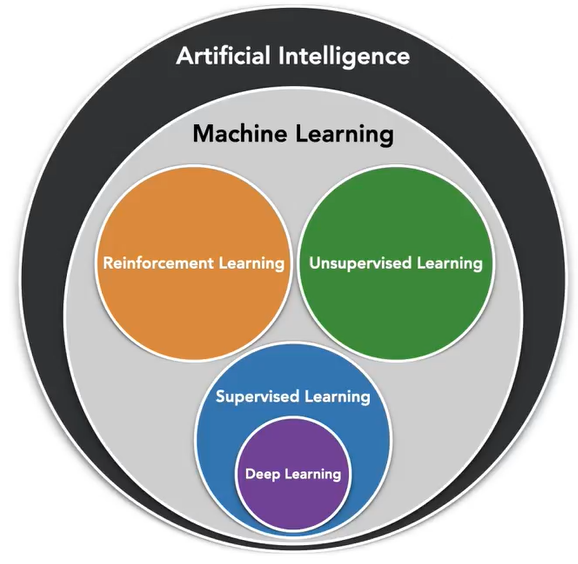 Artificial Intelligence
Machine Learning
Reinforcement Learning
Unsupervised Learning
Supervised Learning
Deep Learning